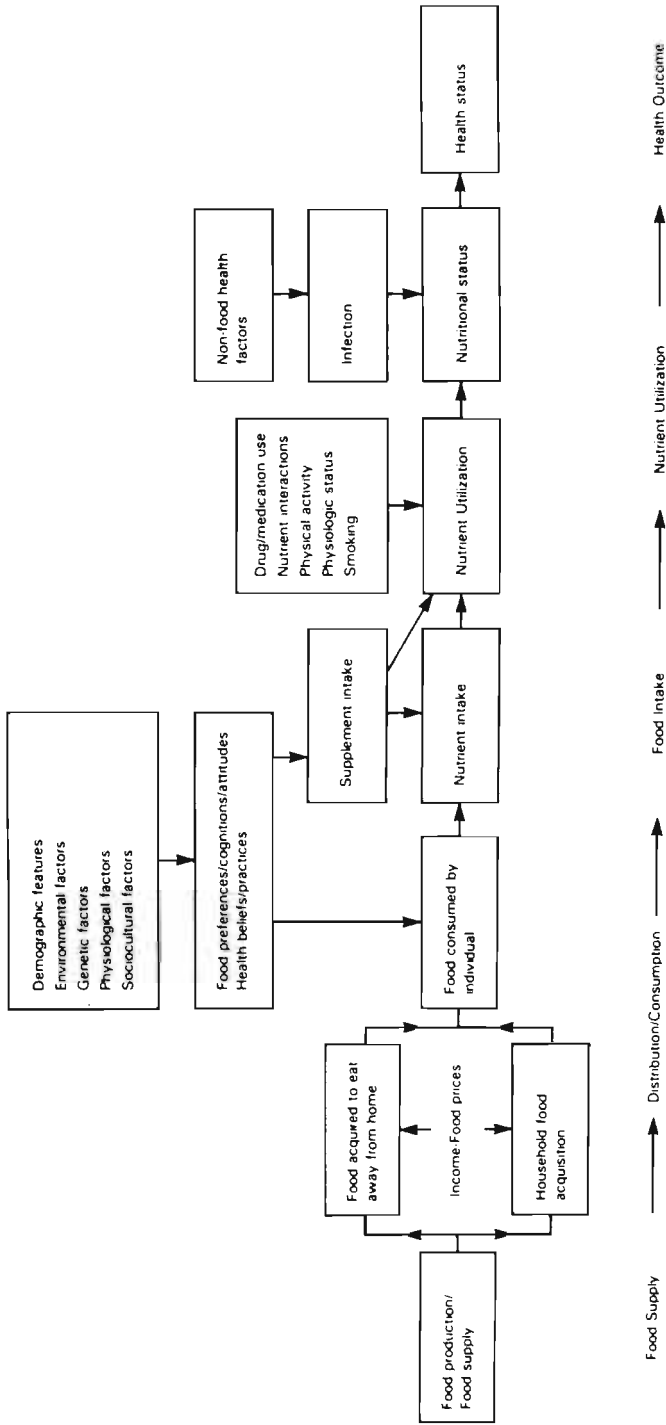 Demographic features
Environmental factors
Genetic factors
Physiological factors
Sociocultural factors
Food preferences/cognitions/attitudes
Health beliefs/practices
Non-food health
factors
Drug/medication use
Nutrient interactions
Physical activity
Physiologic status
Smoking
Supplement intake
Infection
Food production/
Food supply
Food acquired to eat
away from home
Income-Food prices
Household food
acquisition
Food consumed by
individual
Nutrient intake
Nutrient Utilization
Nutritional status
Health status
Food Supply
Distribution/Consumption
Food Intake
Nutrient Utilization
Health Outcome